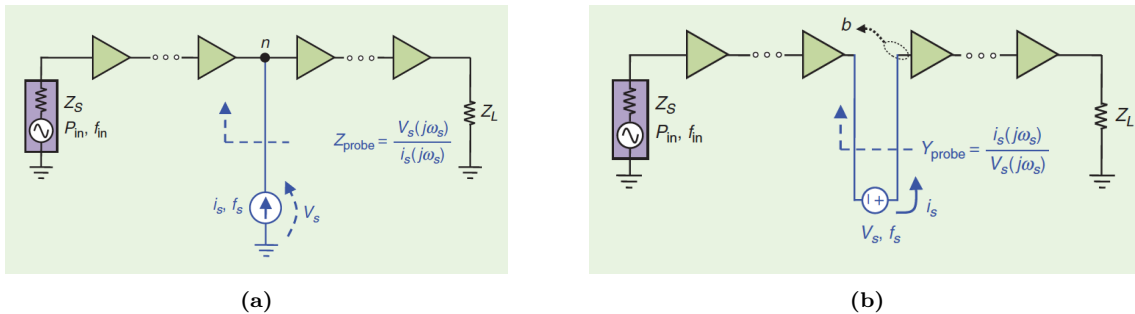 n
Z_S
P_in, f_in
Z_probe = V_s(jω_s) / i_s(jω_s)
Z_L
i_s, f_s
V_s
(a)
b
Z_S
P_in, f_in
Y_probe = i_s(jω_s) / V_s(jω_s)
Z_L
i_s
V_s, f_s
(b)